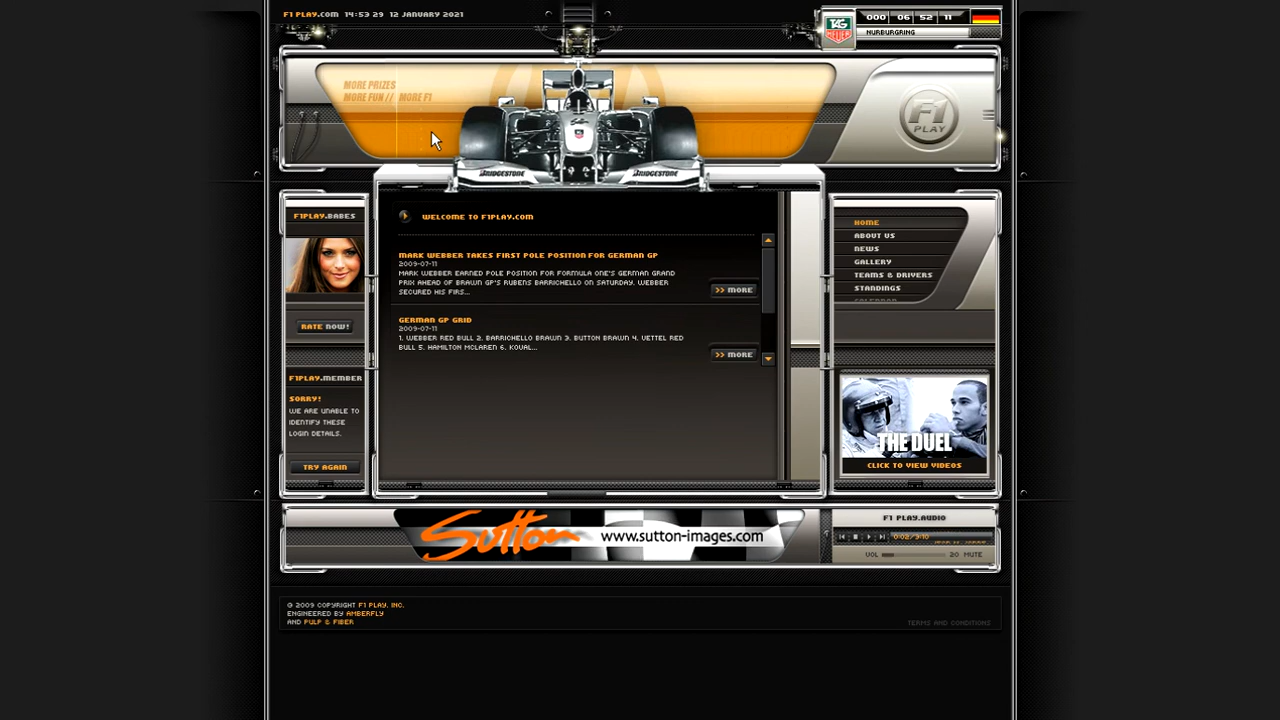 F1 PLAY.COM 14:53 29 12 JANUARY 2021
TAG
HEUER
000 06 52 11
NURBURGRING
MORE PRIZES
MORE FUN // MORE F1
F1
PLAY
BRIDGESTONE
BRIDGESTONE
F1PLAY.BABES
RATE NOW!
F1PLAY.MEMBER
SORRY!
WE ARE UNABLE TO
IDENTIFY THESE
LOGIN DETAILS.
TRY AGAIN
WELCOME TO F1PLAY.COM
MARK WEBBER TAKES FIRST POLE POSITION FOR GERMAN GP
2009-07-11
MARK WEBBER EARNED POLE POSITION FOR FORMULA ONE'S GERMAN GRAND
PRIX AHEAD OF BRAWN GP'S RUBENS BARRICHELLO ON SATURDAY. WEBBER
SECURED HIS FIRS...
>> MORE
GERMAN GP GRID
2009-07-11
1. WEBBER RED BULL 2. BARRICHELLO BRAWN 3. BUTTON BRAWN 4. VETTEL RED
BULL 5. HAMILTON MCLAREN 6. KOVAL...
>> MORE
HOME
ABOUT US
NEWS
GALLERY
TEAMS & DRIVERS
STANDINGS
CALENDAR
THE DUEL
CLICK TO VIEW VIDEOS
Sutton
www.sutton-images.com
F1 PLAY.AUDIO
0:02/9:10
VOL 20 MUTE
© 2009 COPYRIGHT F1 PLAY, INC.
ENGINEERED BY AMBERFLY
AND PULP & FIBER
TERMS AND CONDITIONS